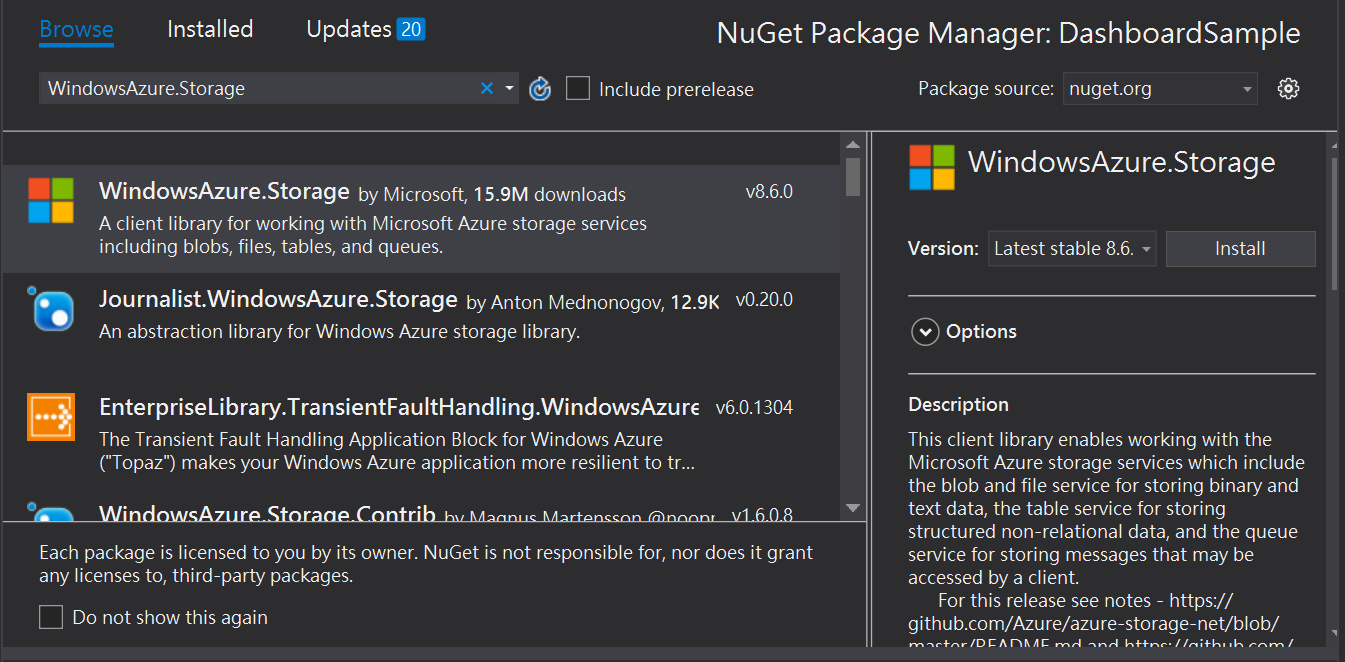 Browse Installed Updates 20 NuGet Package Manager: DashboardSample
WindowsAzure.Storage Include prerelease Package source: nuget.org
WindowsAzure.Storage by Microsoft, 15.9M downloads v8.6.0
A client library for working with Microsoft Azure storage services
including blobs, files, tables, and queues.
Journalist.WindowsAzure.Storage by Anton Mednonogov, 12.9K v0.20.0
An abstraction library for Windows Azure storage library.
EnterpriseLibrary.TransientFaultHandling.WindowsAzure v6.0.1304
The Transient Fault Handling Application Block for Windows Azure
("Topaz") makes your Windows Azure application more resilient to tr...
WindowsAzure.Storage.Contrib by Magnus Martensson @noopr v1.6.0.8
Each package is licensed to you by its owner. NuGet is not responsible for, nor does it grant
any licenses to, third-party packages.
Do not show this again
WindowsAzure.Storage
Version: Latest stable 8.6. Install
Options
Description
This client library enables working with the
Microsoft Azure storage services which include
the blob and file service for storing binary and
text data, the table service for storing
structured non-relational data, and the queue
service for storing messages that may be
accessed by a client.
For this release see notes - https://
github.com/Azure/azure-storage-net/blob/
master/README.md and https://github.com/